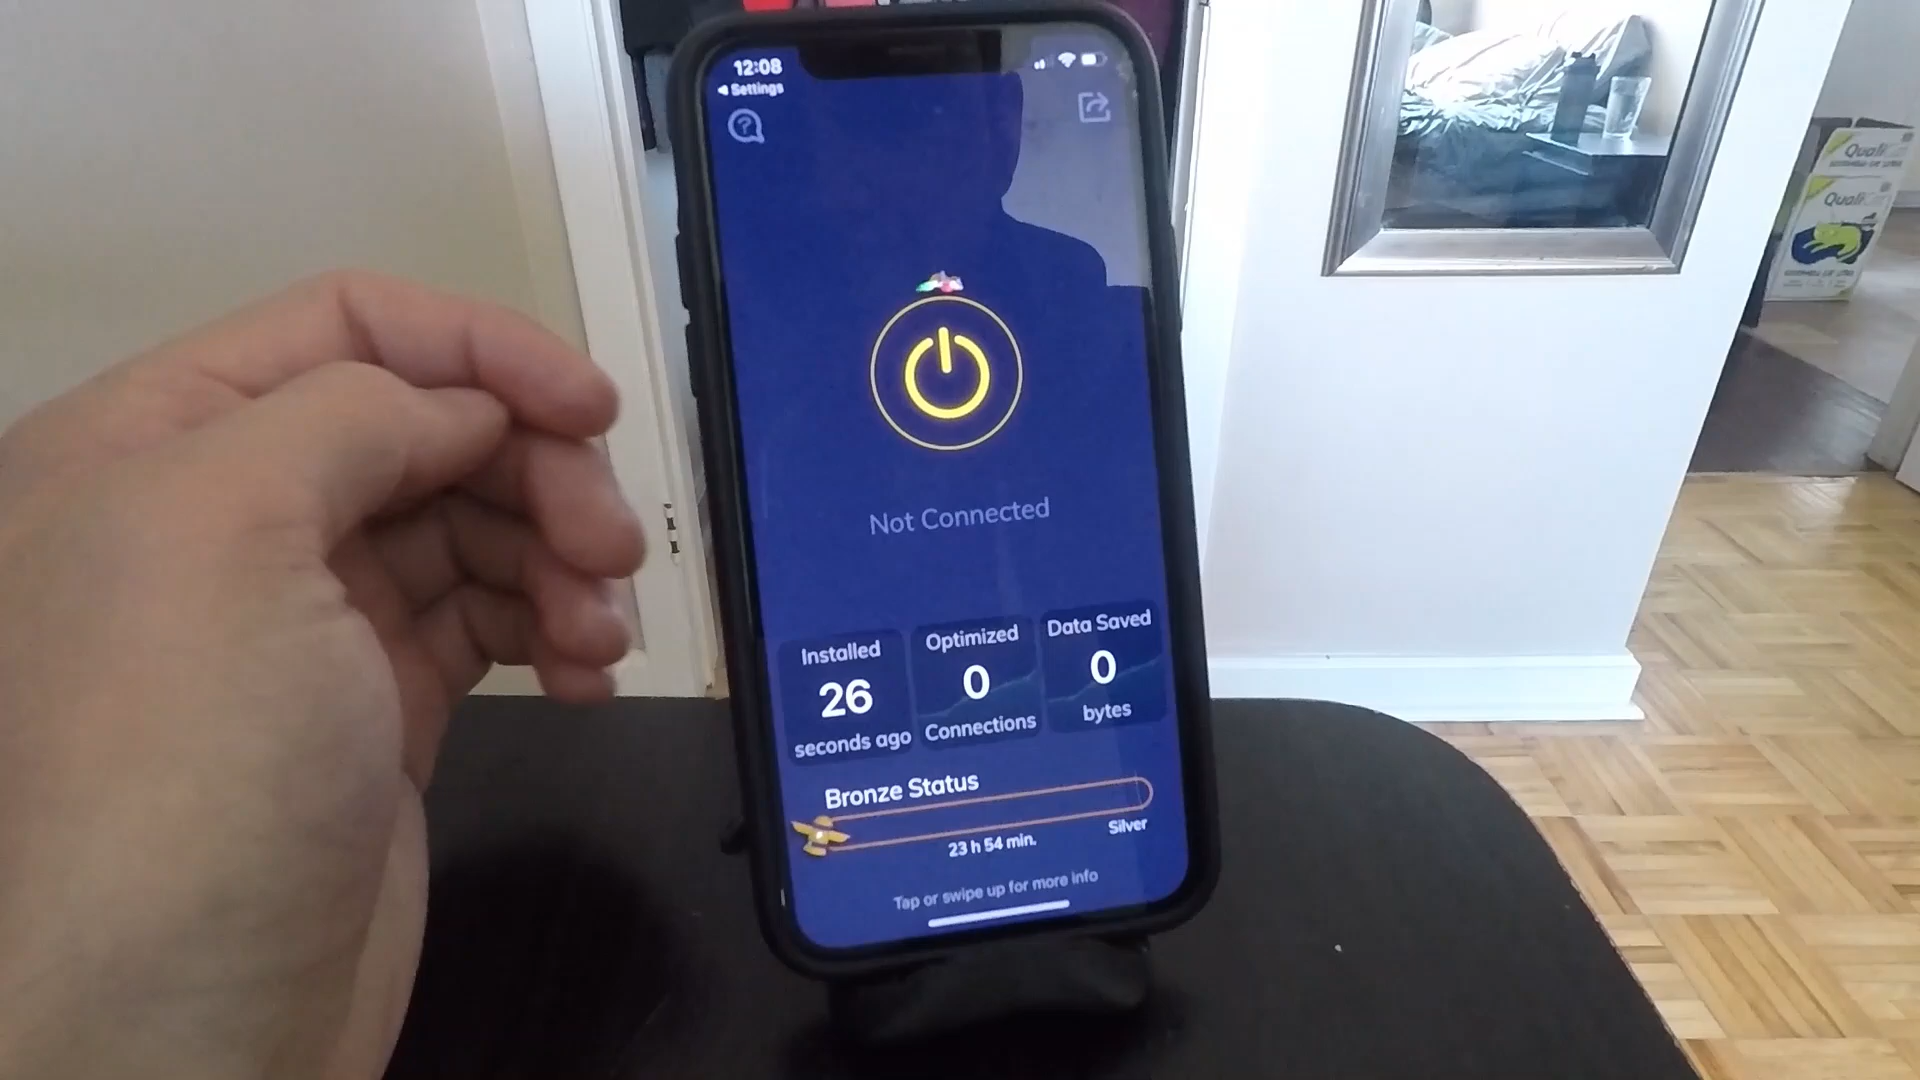 12:08
Settings
Not Connected
Installed
26
seconds ago
Optimized
0
Connections
Data Saved
0
bytes
Bronze Status
Silver
23 h 54 min.
Tap or swipe up for more info